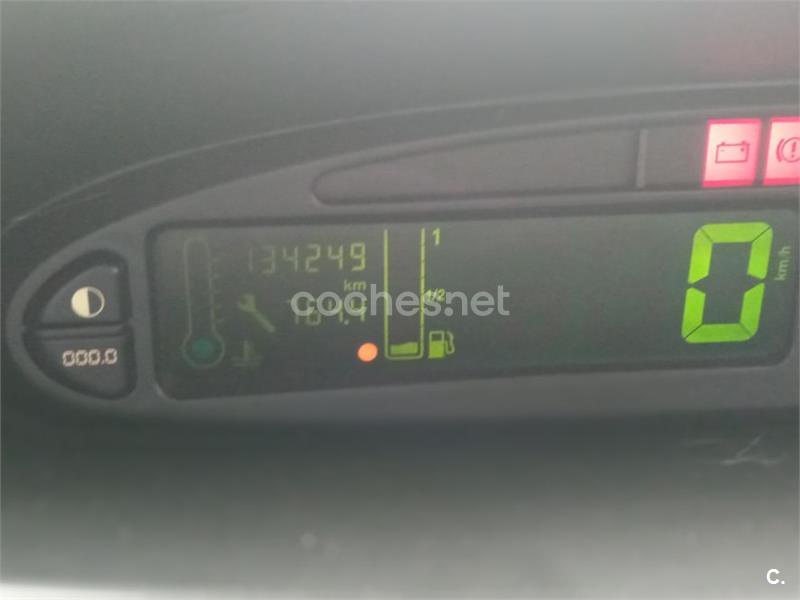 134249
km
1
1/2
coches.net
0
km/h
000.0
C.